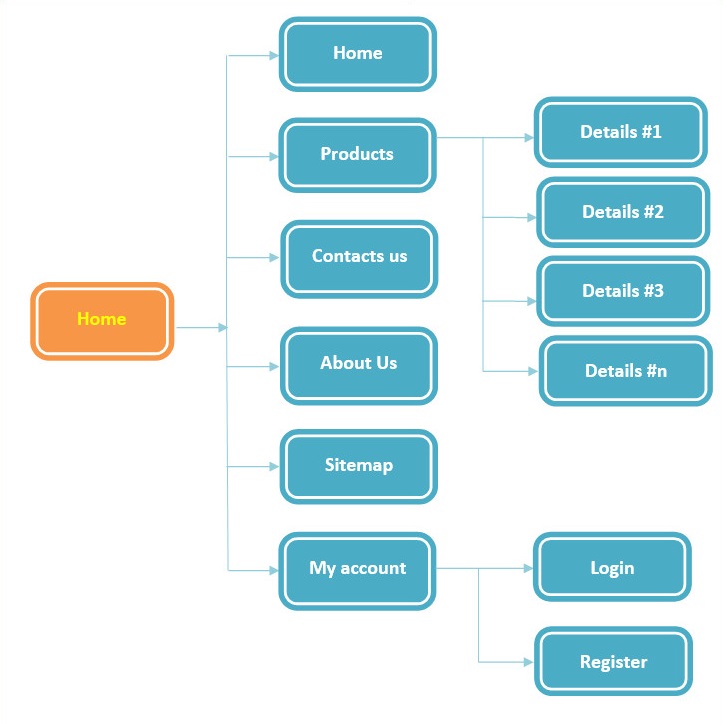 Home
Home
Products
Contacts us
About Us
Sitemap
My account
Details #1
Details #2
Details #3
Details #n
Login
Register